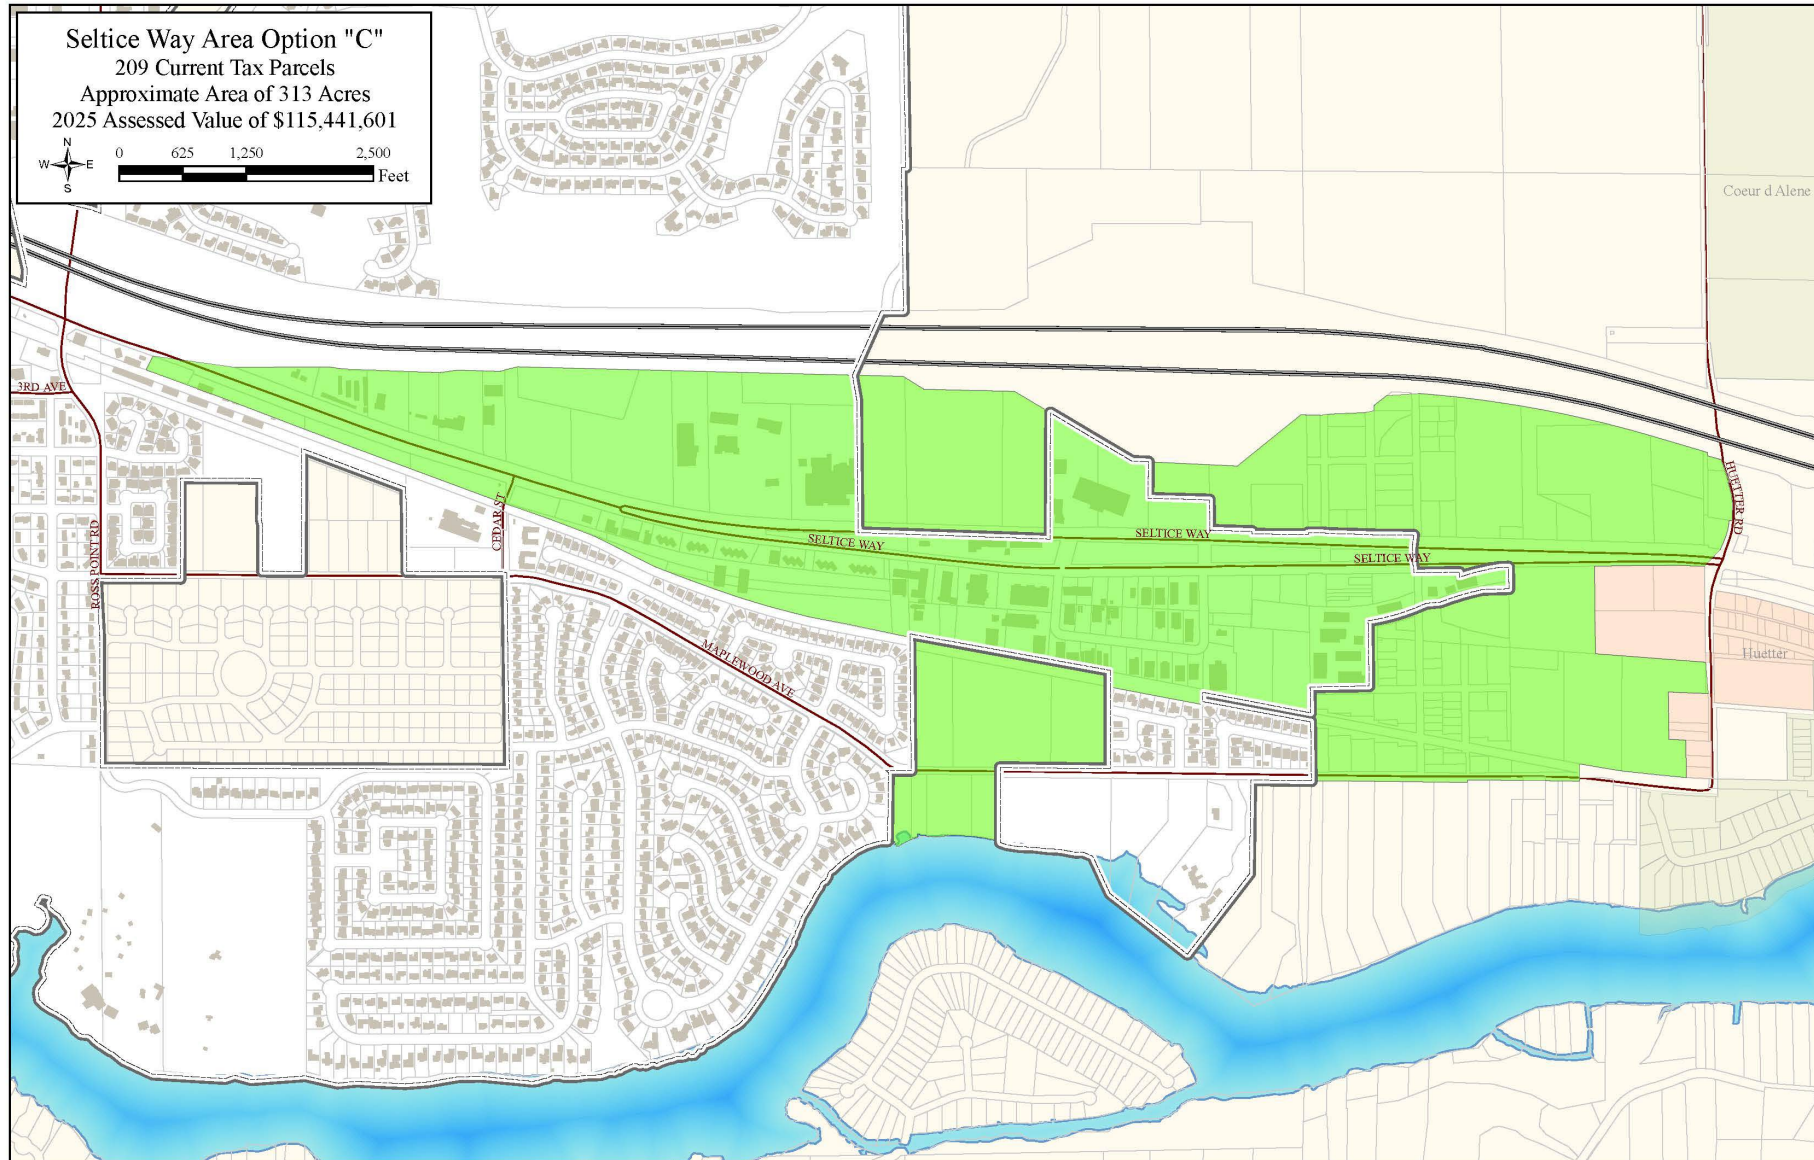 Seltice Way Area Option "C"
209 Current Tax Parcels
Approximate Area of 313 Acres
2025 Assessed Value of $115,441,601
N
W E
S
0 625 1,250 2,500
Feet
Coeur d Alene
P
3RD AVE
ROSS POINT RD
CEDAR ST
SELTICE WAY
SELTICE WAY
SELTICE WAY
HUETTER RD
MAPLEWOOD AVE
Huetter